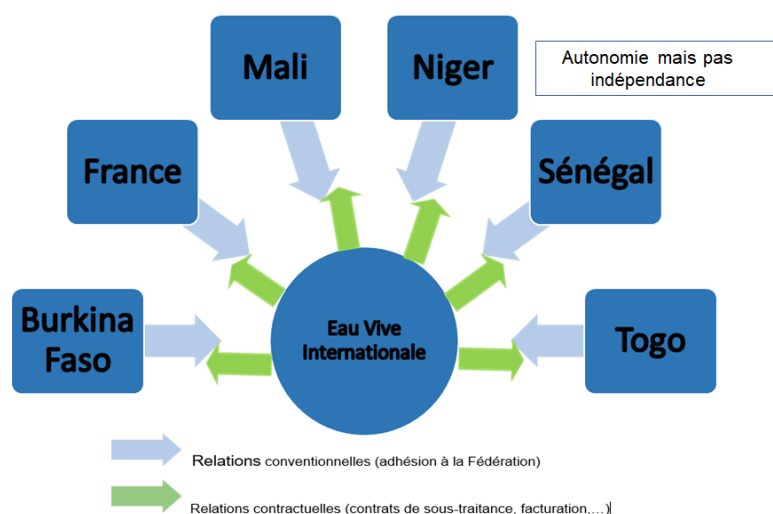 Mali
Niger
Autonomie mais pas
indépendance
France
Sénégal
Burkina
Faso
Eau Vive
Internationale
Togo
Relations conventionnelles (adhésion à la Fédération)
Relations contractuelles (contrats de sous-traitance, facturation,...)